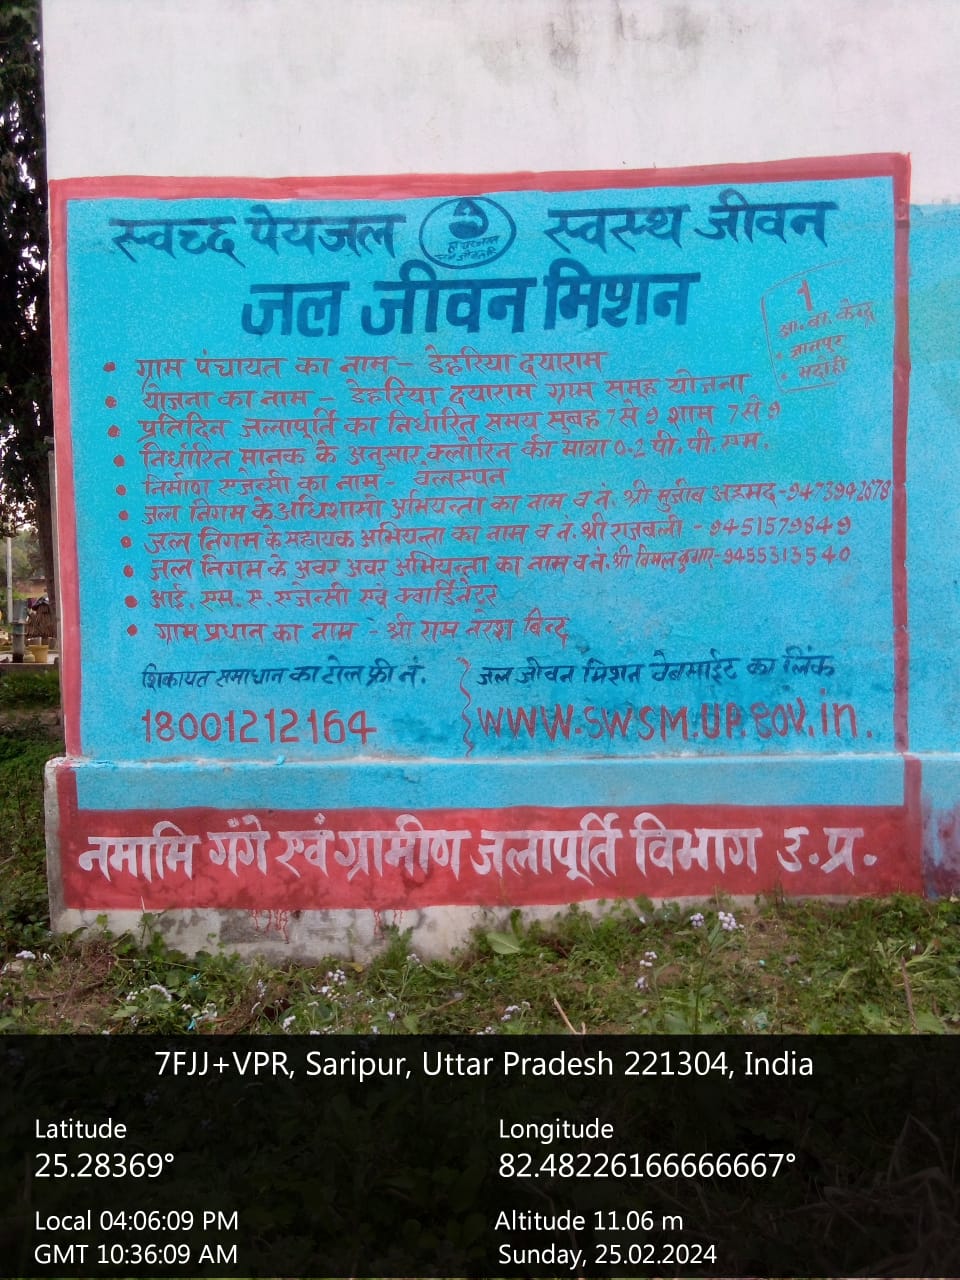 स्वच्छ पेयजल स्वस्थ जीवन
जल जीवन मिशन
1
आ. बा. केन्द्र
• ज्ञानपुर
• भदोही
• ग्राम पंचायत का नाम - डेहरिया दयाराम
• योजना का नाम - डेहरिया दयाराम ग्राम समूह योजना
• प्रतिदिन जलापूर्ति का निर्धारित समय सुबह 7 से 9 शाम 7 से 9
• निर्धारित मानक के अनुसार क्लोरिन की मात्रा 0.2 पी. पी. एम.
• निर्माण एजेन्सी का नाम - वेलस्पन
• जल निगम के अधिशासी अभियन्ता का नाम व नं. श्री मुजीब अहमद - 9473942678
• जल निगम के सहायक अभियन्ता का नाम व नं. श्री राजबली - 9451579849
• जल निगम के अवर अवर अभियन्ता का नाम व नं. श्री विमल कुमार - 9455313540
• आई. एस. ए. एजेन्सी एवं क्वार्डिनेटर
• ग्राम प्रधान का नाम - श्री राम नरेश बिन्द
शिकायत समाधान का टोल फ्री नं.
18001212164
जल जीवन मिशन वेबसाईट का लिंक
www.swsm.up.gov.in.
नमामि गंगे एवं ग्रामीण जलापूर्ति विभाग उ.प्र.
7FJJ+VPR, Saripur, Uttar Pradesh 221304, India
Latitude
25.28369°
Longitude
82.48226166666667°
Local 04:06:09 PM
GMT 10:36:09 AM
Altitude 11.06 m
Sunday, 25.02.2024